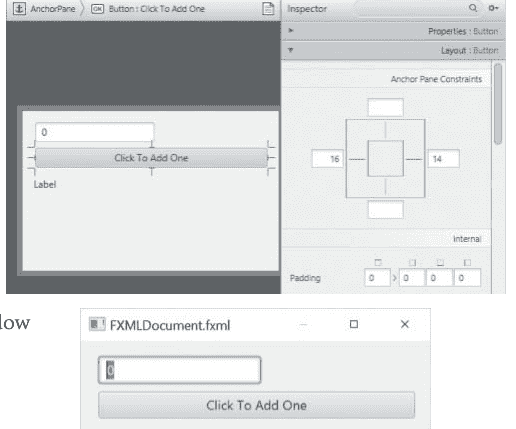 AnchorPane
OK Button : Click To Add One
Inspector
Properties : Button
Layout : Button
Anchor Pane Constraints
0
Click To Add One
Label
16
14
Internal
Padding
0
0
0
0
low
FXMLDocument.fxml
0
Click To Add One